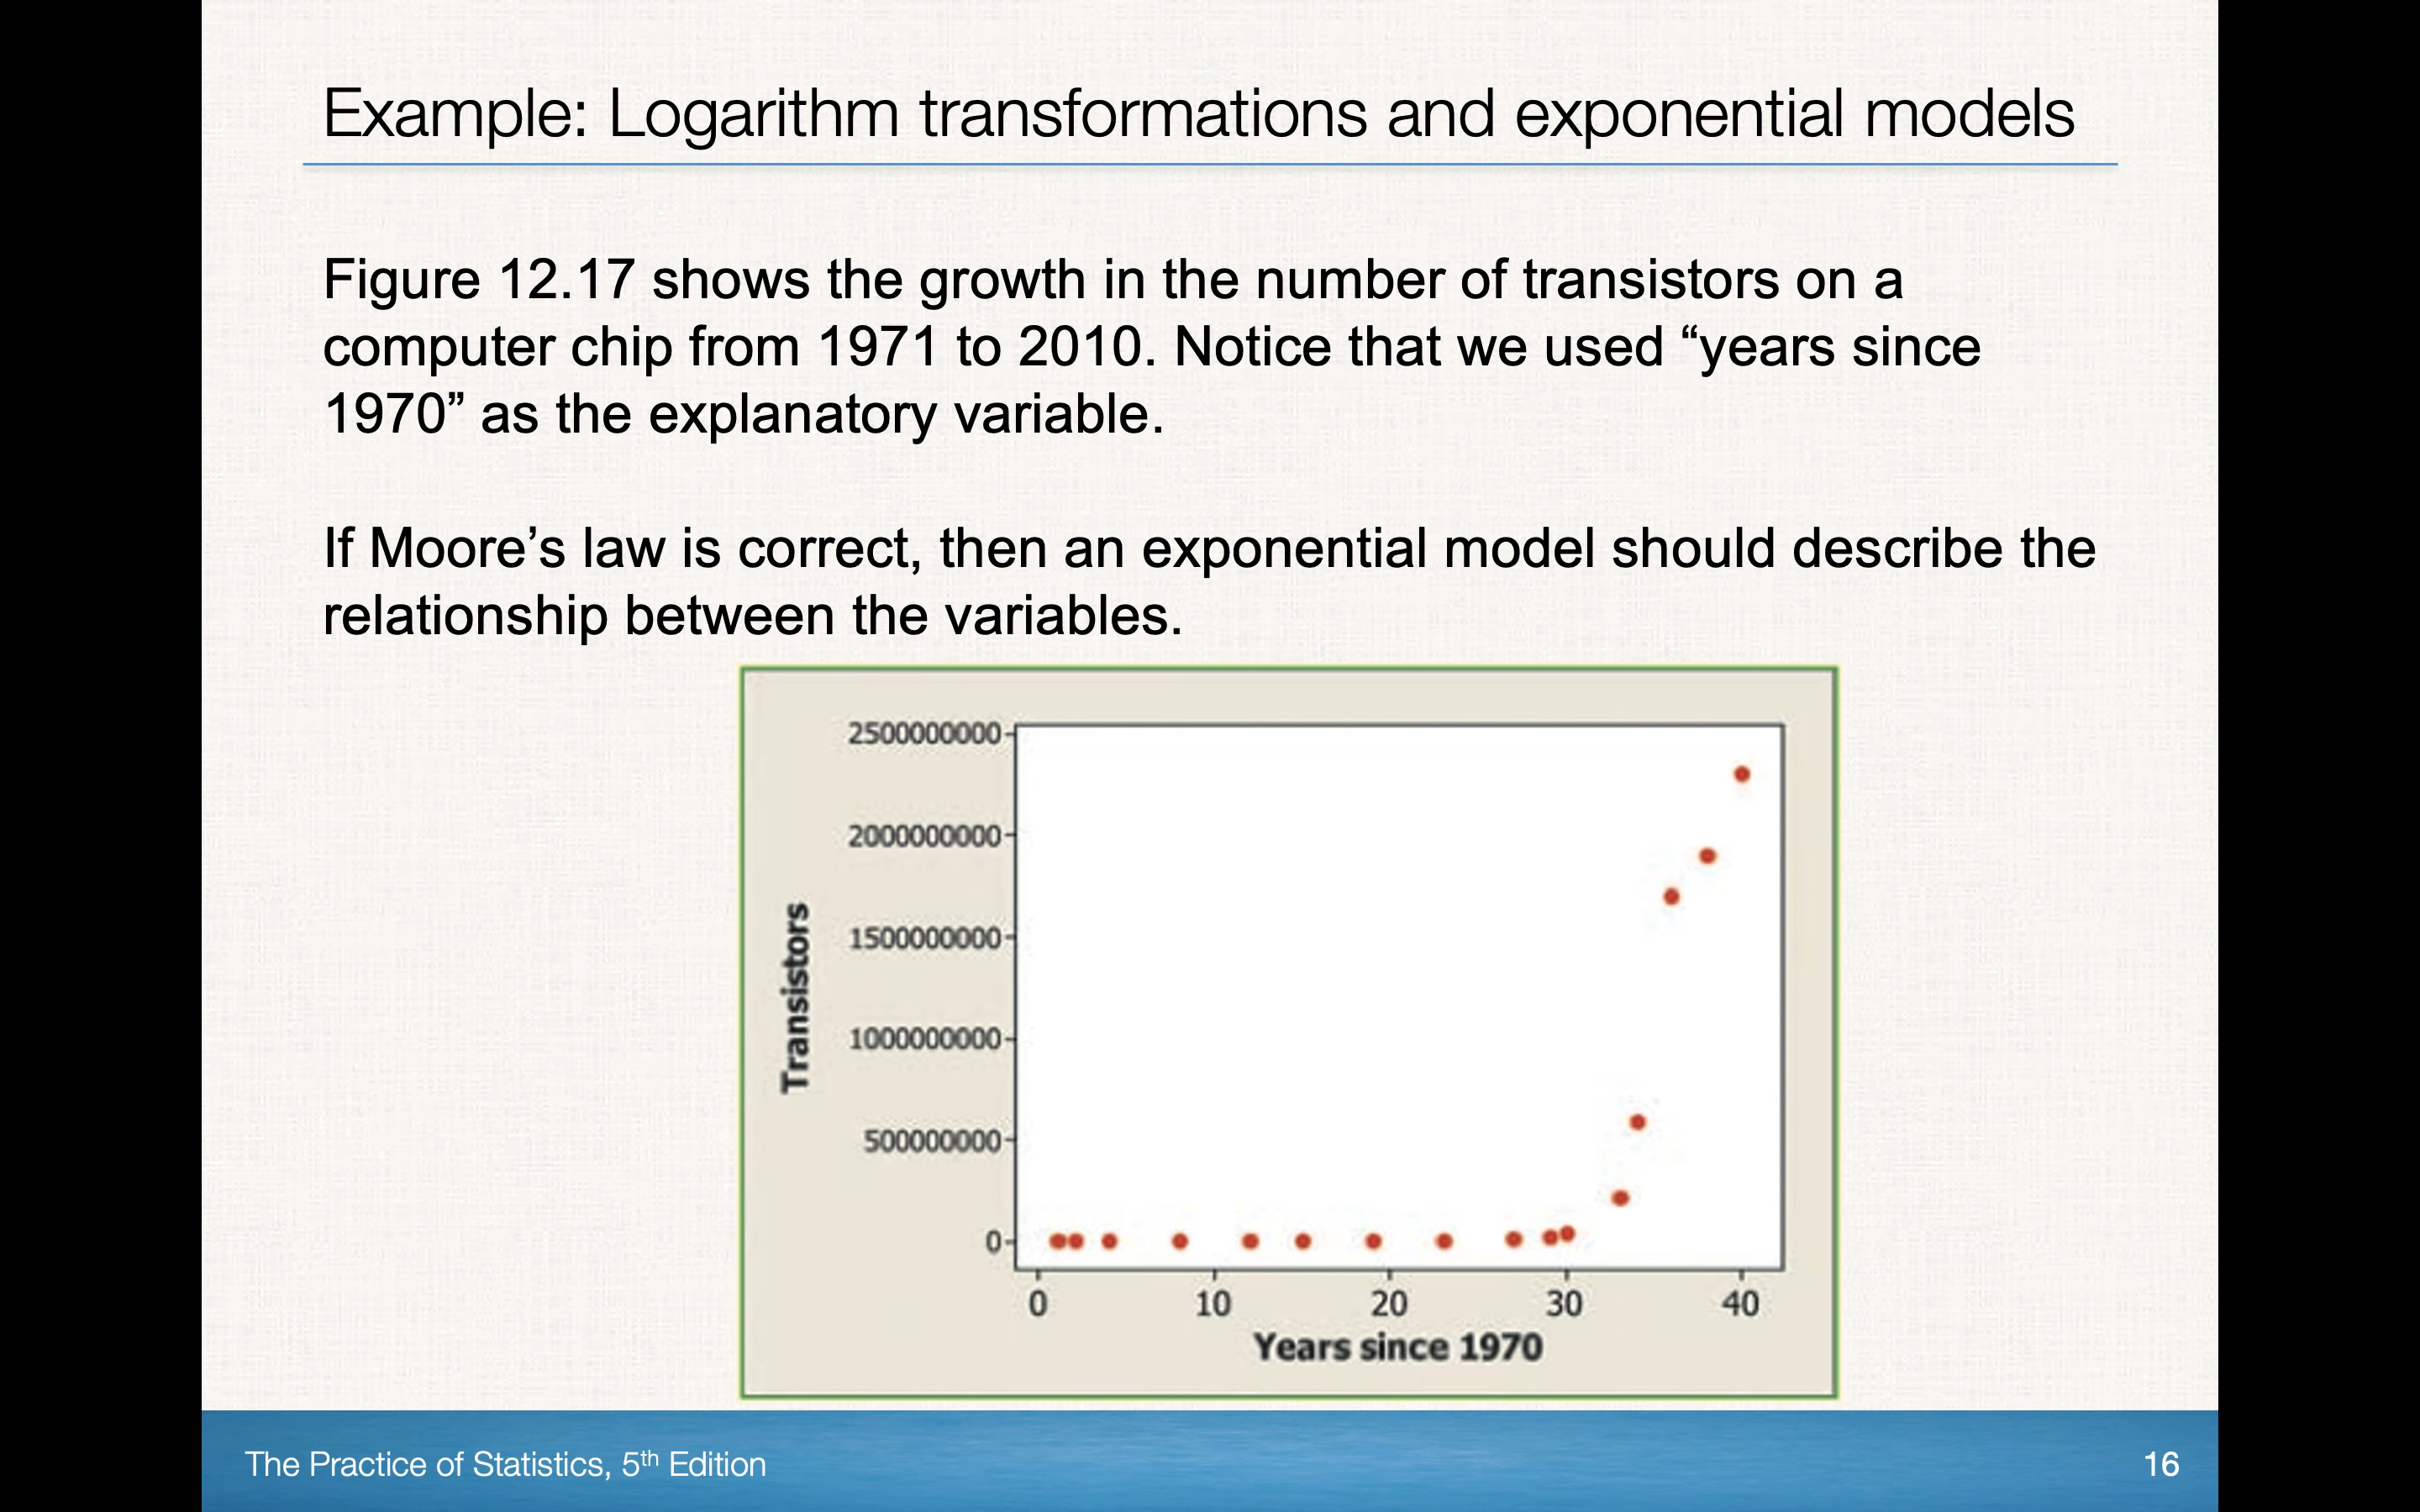 Example: Logarithm transformations and exponential models
Figure 12.17 shows the growth in the number of transistors on a
computer chip from 1971 to 2010. Notice that we used “years since
1970” as the explanatory variable.
If Moore’s law is correct, then an exponential model should describe the
relationship between the variables.
2500000000
2000000000
1500000000
1000000000
500000000
0
Transistors
0 10 20 30 40
Years since 1970
The Practice of Statistics, 5th Edition
16